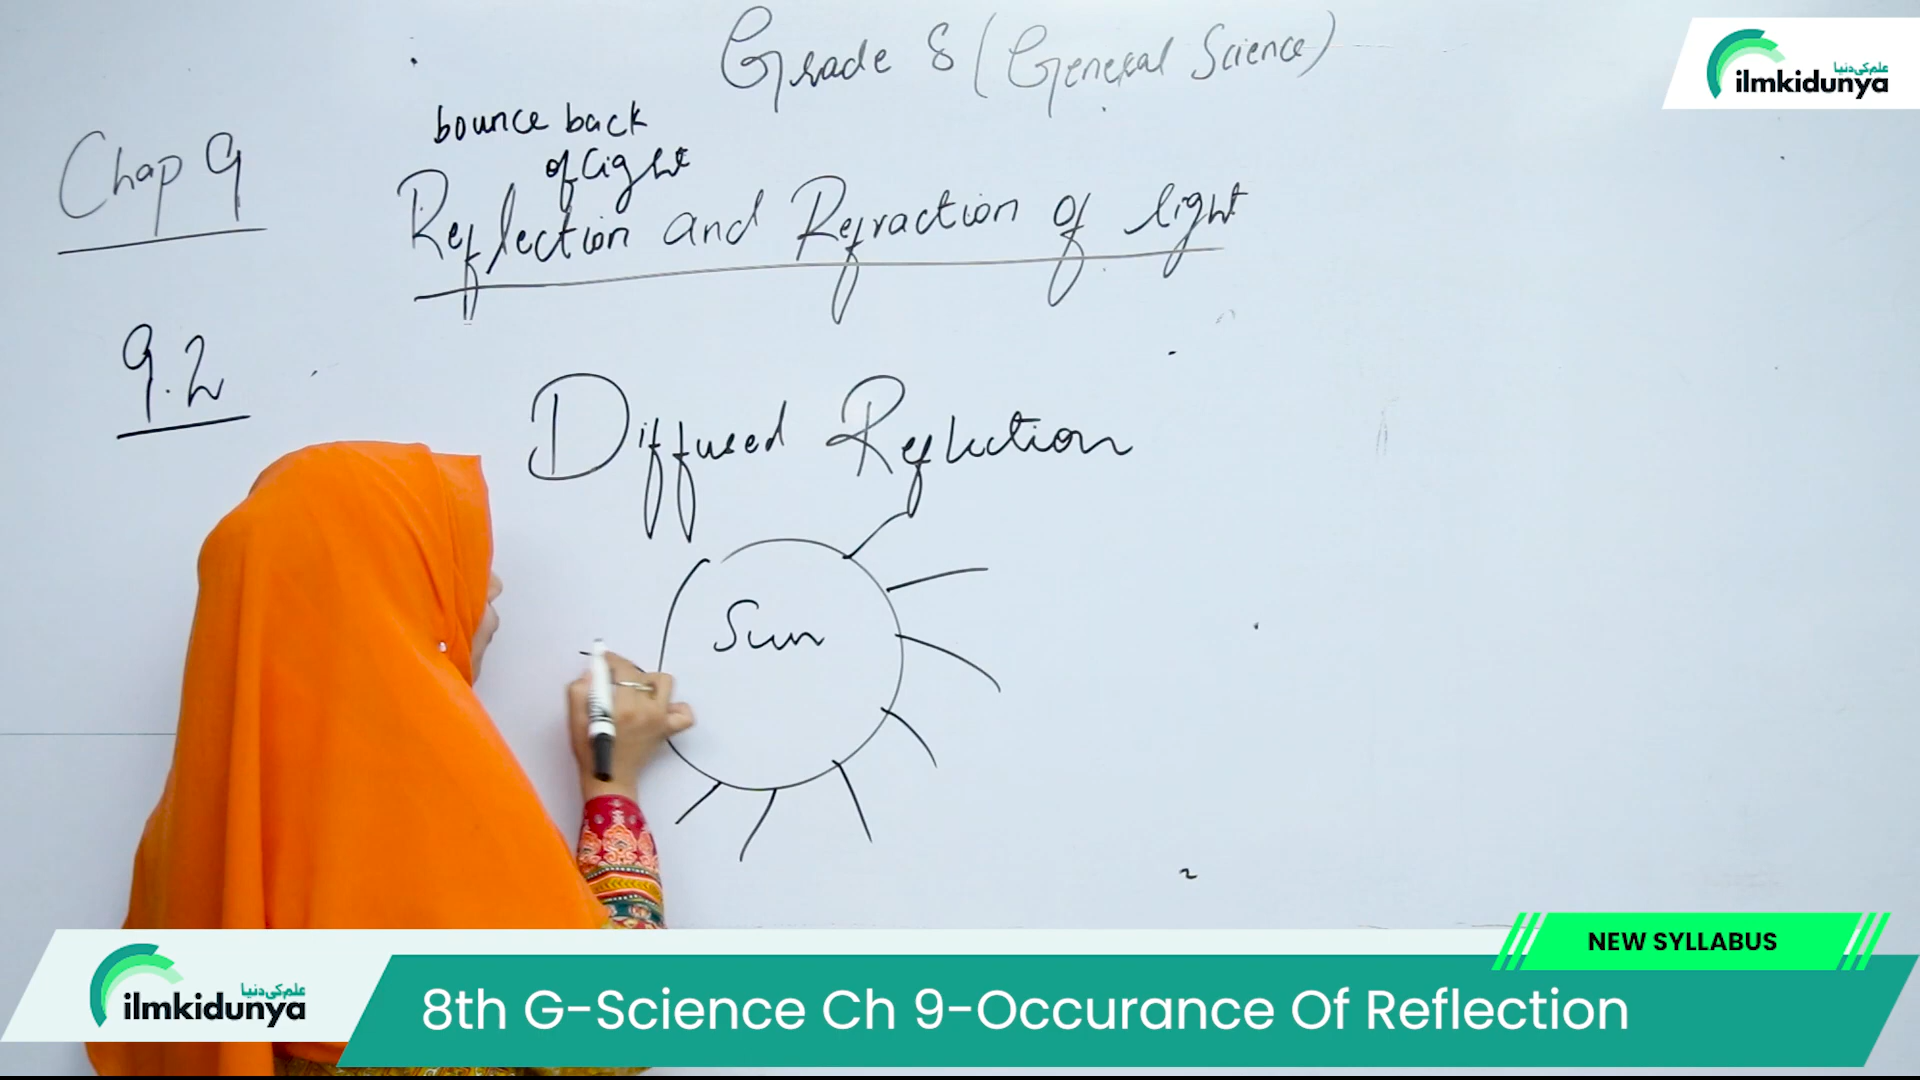 Grade 8 (General Science)
علم کی دنیا
ilmkidunya
bounce back
of light
Chap 9
Reflection and Refraction of light
9.2
Diffused Reflection
Sun
NEW SYLLABUS
علم کی دنیا
ilmkidunya
8th G-Science Ch 9-Occurance Of Reflection